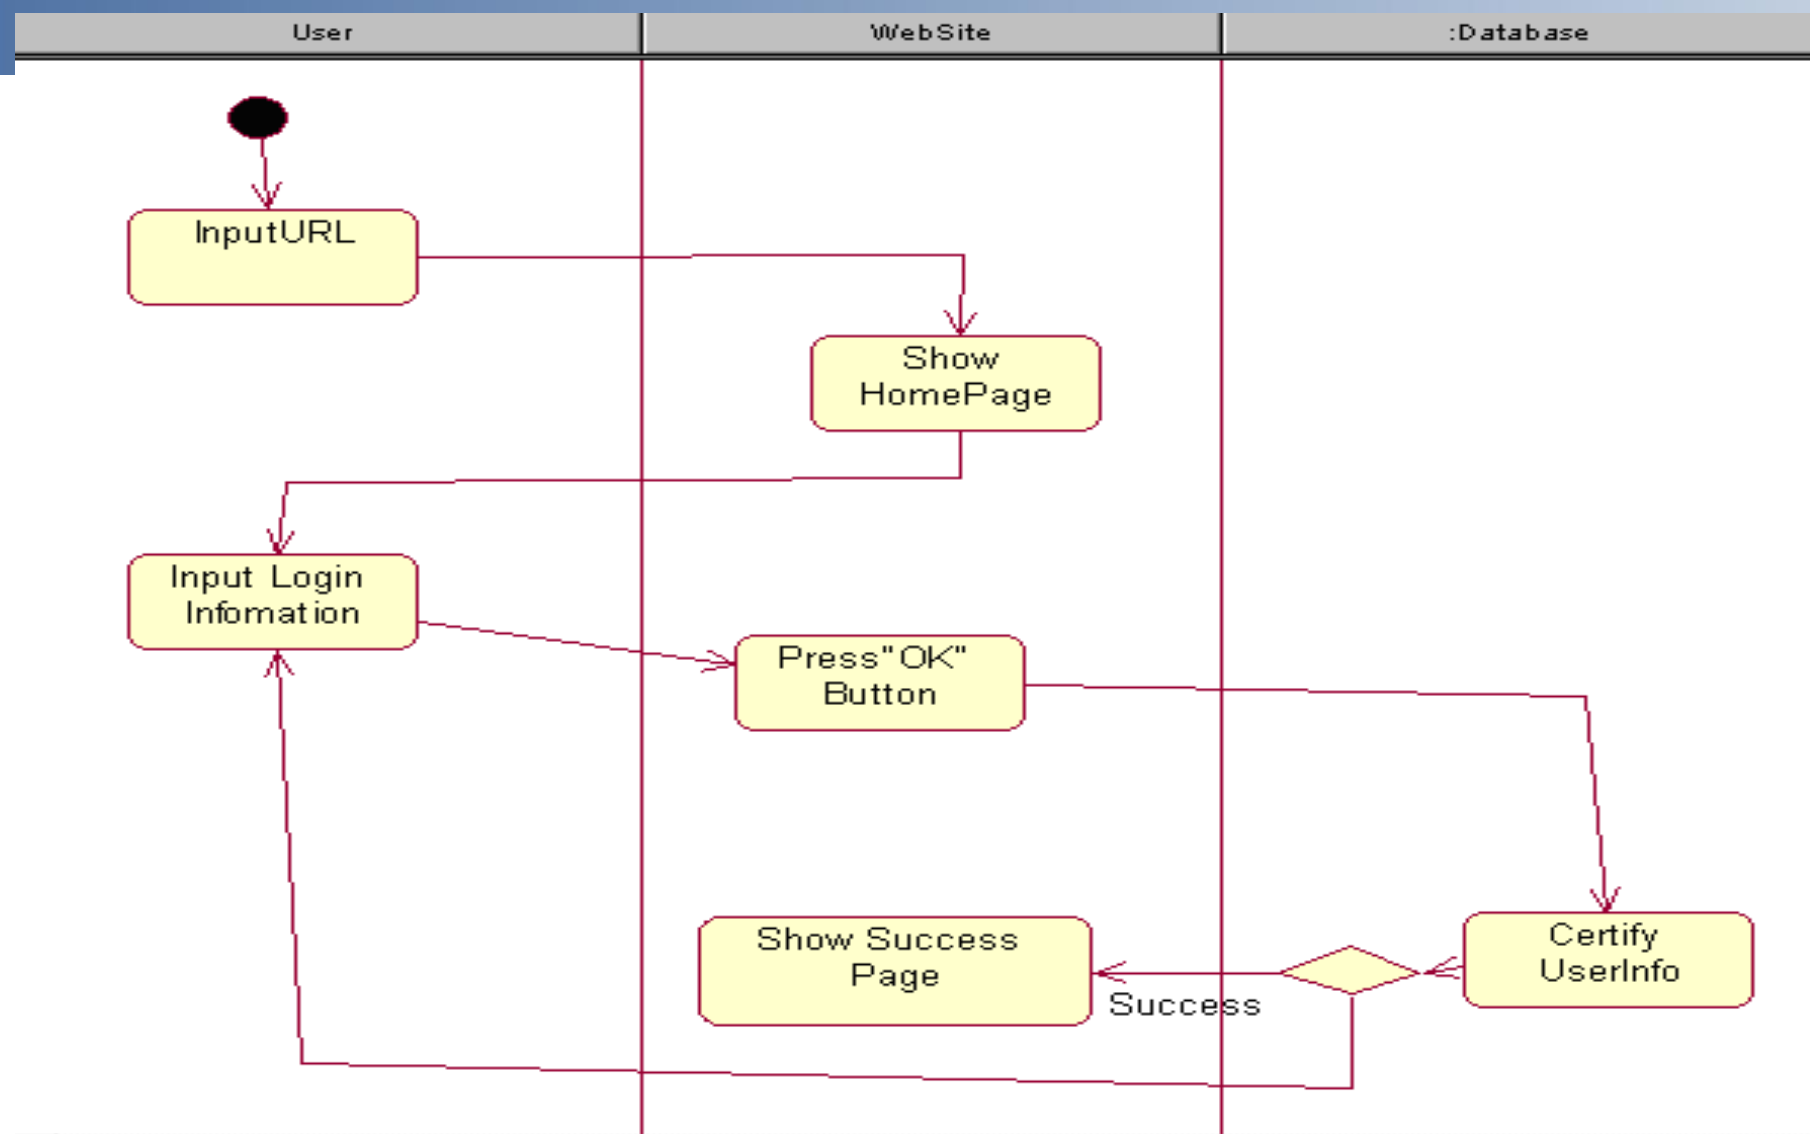 User
WebSite
:Database
InputURL
Show
HomePage
Input Login
Infomation
Press"OK"
Button
Certify
UserInfo
Show Success
Page
Success